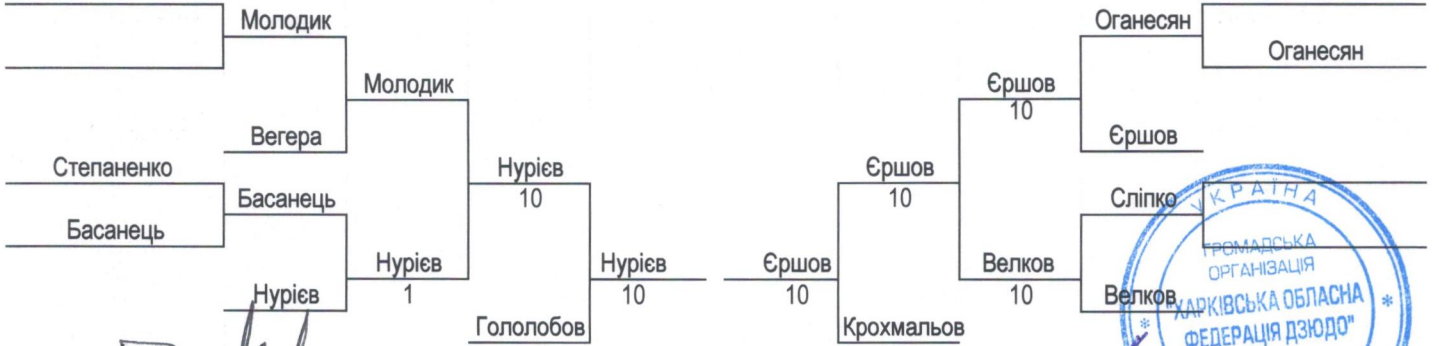 Молодик
Оганесян
Оганесян
Молодик
Єршов
10
Вегера
Єршов
Степаненко
Нурієв
10
Єршов
10
Басанець
Сліпко
Басанець
Нурієв
1
Нурієв
10
Єршов
10
Велков
10
Нурієв
Велков
Гололобов
Крохмальов
УКРАЇНА
ГРОМАДСЬКА
ОРГАНІЗАЦІЯ
"ХАРКІВСЬКА ОБЛАСНА
ФЕДЕРАЦІЯ ДЗЮДО"